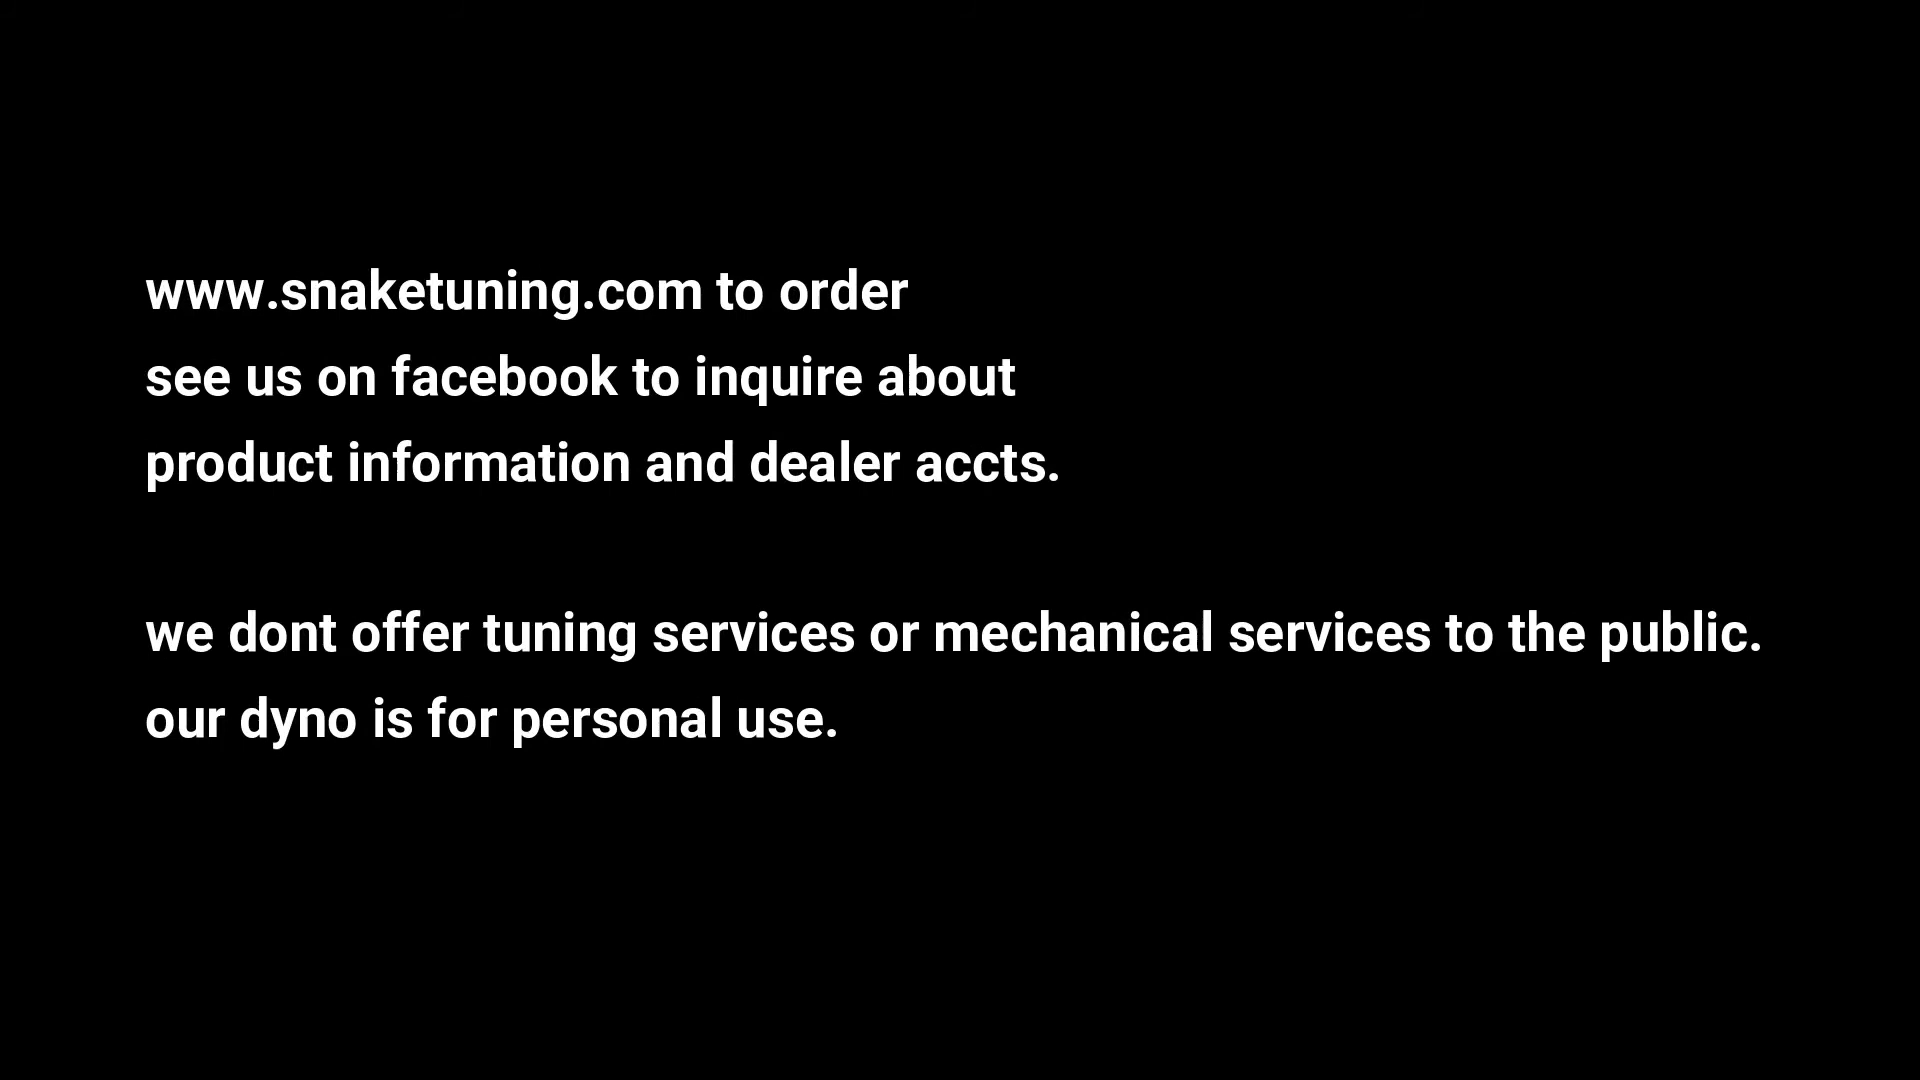 www.snaketuning.com to order
see us on facebook to inquire about
product information and dealer accts.
we dont offer tuning services or mechanical services to the public.
our dyno is for personal use.